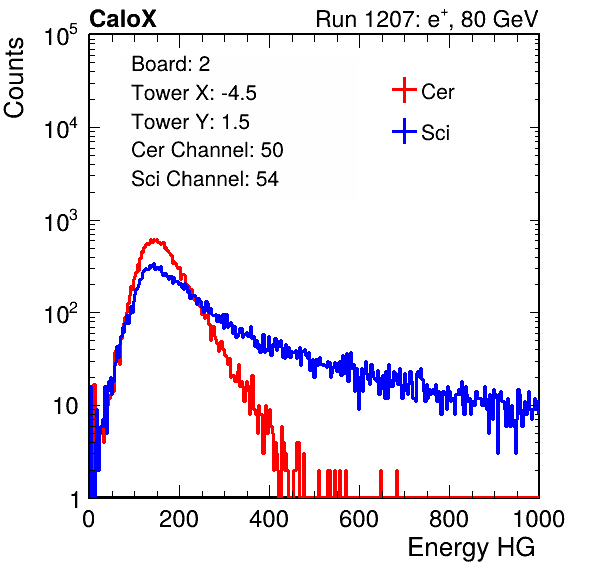 CaloX Run 1207: e⁺, 80 GeV
Counts
10⁵
10⁴
10³
10²
10
1
Board: 2
Tower X: -4.5
Tower Y: 1.5
Cer Channel: 50
Sci Channel: 54
Cer
Sci
0 200 400 600 800 1000
Energy HG